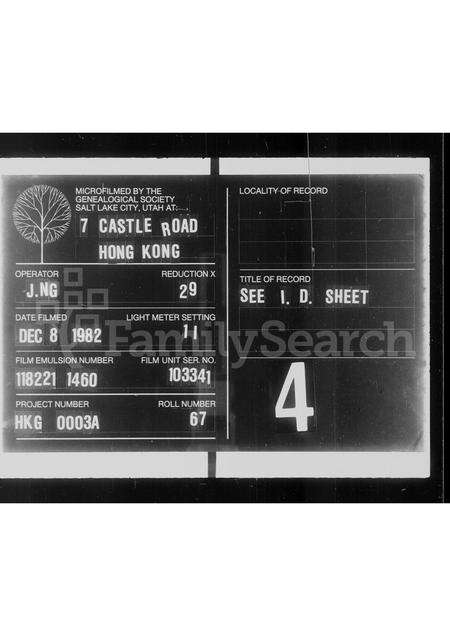 MICROFILMED BY THE
GENEALOGICAL SOCIETY
SALT LAKE CITY, UTAH AT:
7 CASTLE ROAD
HONG KONG
OPERATOR
J.NG
REDUCTION X
29
DATE FILMED
DEC 8 1982
LIGHT METER SETTING
11
FILM EMULSION NUMBER
118221 1460
FILM UNIT SER. NO.
103341
PROJECT NUMBER
HKG 0003A
ROLL NUMBER
67
LOCALITY OF RECORD
TITLE OF RECORD
SEE I. D. SHEET
4
FamilySearch